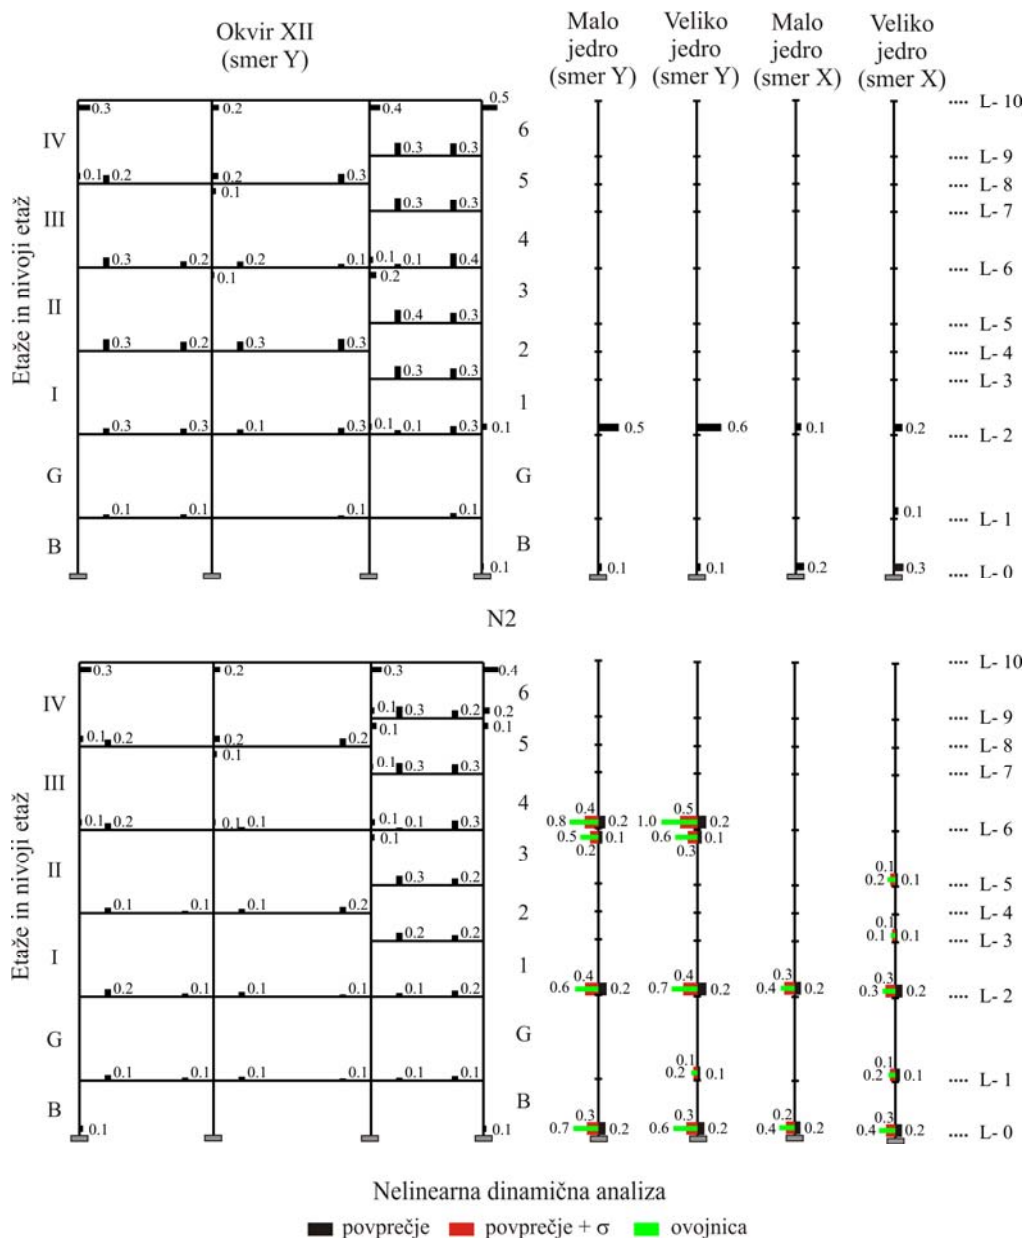 Okvir XII
(smer Y)
Malo
jedro
(smer Y)
Veliko
jedro
(smer Y)
Malo
jedro
(smer X)
Veliko
jedro
(smer X)
Etaže in nivoji etaž
0.3 0.2 0.4 0.5
IV 6 L- 10
0.3 0.3 L- 9
0.1 0.2 0.2 0.3 5 L- 8
0.1
III 0.3 0.3 L- 7
4
0.3 0.2 0.2 0.1 0.1 0.1 0.4 L- 6
0.1 0.2
II 3
0.4 0.3 L- 5
0.3 0.2 0.3 0.3 2 L- 4
0.3 0.3 L- 3
I 1
0.3 0.3 0.1 0.3 0.1 0.1 0.3 0.1 0.5 0.6 0.1 0.2 L- 2
G G
0.1 0.1 0.1 0.1 0.1 L- 1
B B
0.1 0.1 0.1 0.2 0.3 L- 0
N2
Etaže in nivoji etaž
0.3 0.2 0.3 0.4 L- 10
IV 6
0.1 0.3 0.2 0.2 L- 9
0.1 0.1
0.1 0.2 0.2 0.2 5 L- 8
0.1
0.1 0.3 0.3 L- 7
III 4
0.4 0.5
0.1 0.2 0.1 0.1 0.1 0.1 0.3 0.8 0.2 1.0 0.2 L- 6
0.1 0.5 0.1 0.6 0.1
0.2 0.3
II 3
0.1
0.3 0.2 0.2 0.1 L- 5
0.1 0.1 0.1 0.2 2 L- 4
0.1
0.2 0.2 0.1 0.1 L- 3
I 1
0.4 0.4 0.3 0.3
0.2 0.1 0.1 0.1 0.1 0.2 0.6 0.2 0.7 0.2 0.4 0.2 0.3 0.2 L- 2
G G
0.1 0.1
0.1 0.1 0.1 0.1 0.1 0.1 0.2 0.1 0.2 0.1 L- 1
B B
0.3 0.3 0.2 0.3
0.1 0.1 0.7 0.2 0.6 0.2 0.4 0.2 0.4 0.2 L- 0
Nelinearna dinamična analiza
povprečje povprečje + σ ovojnica